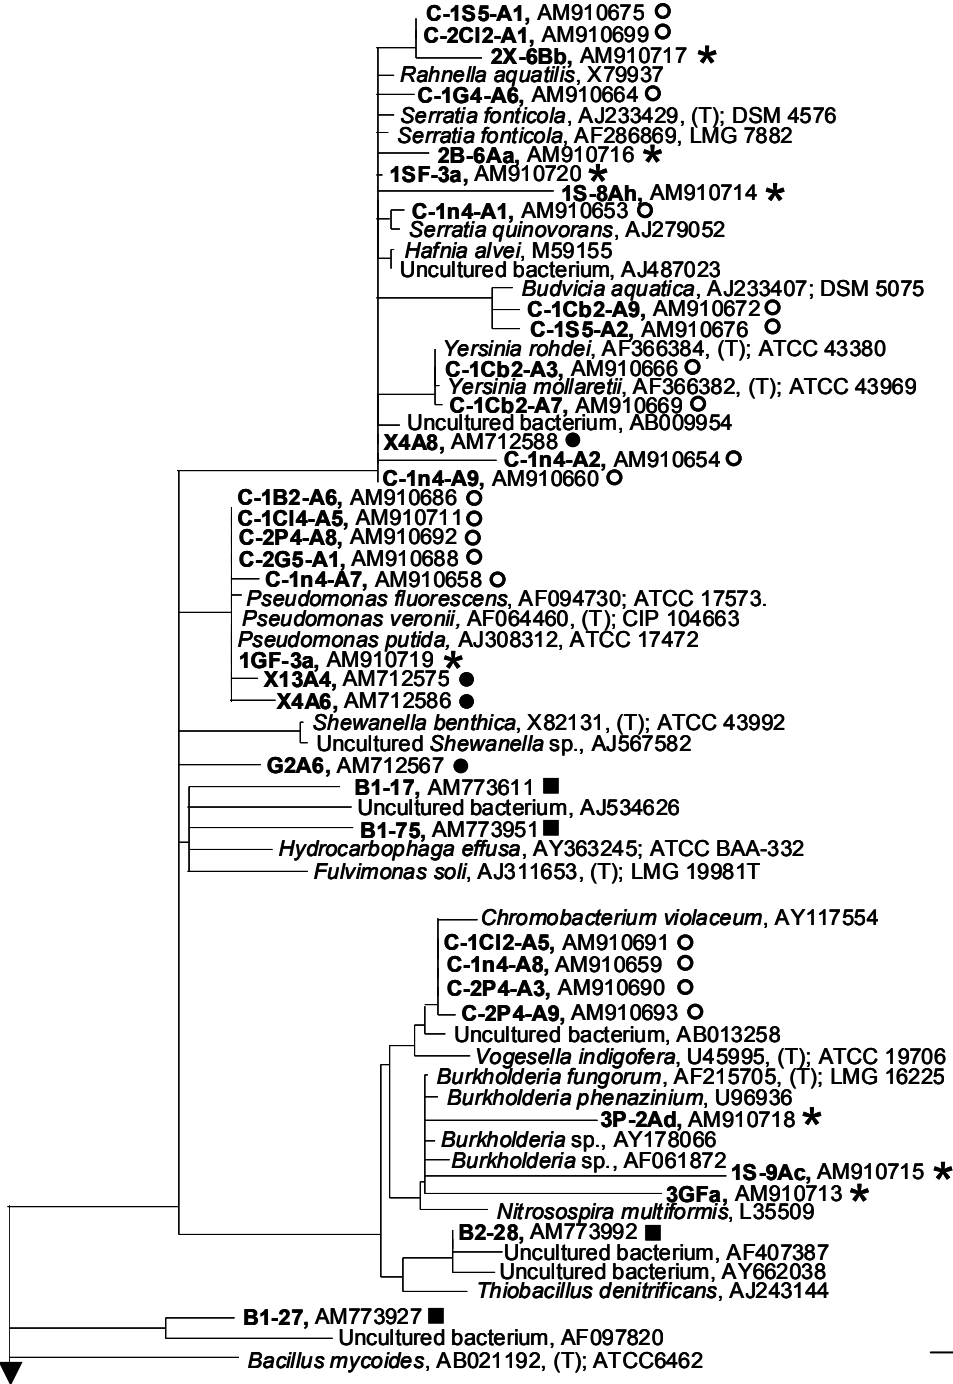 C-1S5-A1, AM910675
C-2Cl2-A1, AM910699
2X-6Bb, AM910717 *
Rahnella aquatilis, X79937
C-1G4-A6, AM910664
Serratia fonticola, AJ233429, (T); DSM 4576
Serratia fonticola, AF286869, LMG 7882
2B-6Aa, AM910716 *
1SF-3a, AM910720 *
1S-8Ah, AM910714 *
C-1n4-A1, AM910653
Serratia quinovorans, AJ279052
Hafnia alvei, M59155
Uncultured bacterium, AJ487023
Budvicia aquatica, AJ233407; DSM 5075
C-1Cb2-A9, AM910672
C-1S5-A2, AM910676
Yersinia rohdei, AF366384, (T); ATCC 43380
C-1Cb2-A3, AM910666
Yersinia mollaretii, AF366382, (T); ATCC 43969
C-1Cb2-A7, AM910669
Uncultured bacterium, AB009954
X4A8, AM712588
C-1n4-A2, AM910654
C-1n4-A9, AM910660
C-1B2-A6, AM910686
C-1Cl4-A5, AM910711
C-2P4-A8, AM910692
C-2G5-A1, AM910688
C-1n4-A7, AM910658
Pseudomonas fluorescens, AF094730; ATCC 17573.
Pseudomonas veronii, AF064460, (T); CIP 104663
Pseudomonas putida, AJ308312, ATCC 17472
1GF-3a, AM910719 *
X13A4, AM712575
X4A6, AM712586
Shewanella benthica, X82131, (T); ATCC 43992
Uncultured Shewanella sp., AJ567582
G2A6, AM712567
B1-17, AM773611
Uncultured bacterium, AJ534626
B1-75, AM773951
Hydrocarbophaga effusa, AY363245; ATCC BAA-332
Fulvimonas soli, AJ311653, (T); LMG 19981T
Chromobacterium violaceum, AY117554
C-1Cl2-A5, AM910691
C-1n4-A8, AM910659
C-2P4-A3, AM910690
C-2P4-A9, AM910693
Uncultured bacterium, AB013258
Vogesella indigofera, U45995, (T); ATCC 19706
Burkholderia fungorum, AF215705, (T); LMG 16225
Burkholderia phenazinium, U96936
3P-2Ad, AM910718 *
Burkholderia sp., AY178066
Burkholderia sp., AF061872
1S-9Ac, AM910715 *
3GFa, AM910713 *
Nitrosospira multiformis, L35509
B2-28, AM773992
Uncultured bacterium, AF407387
Uncultured bacterium, AY662038
Thiobacillus denitrificans, AJ243144
B1-27, AM773927
Uncultured bacterium, AF097820
Bacillus mycoides, AB021192, (T); ATCC6462